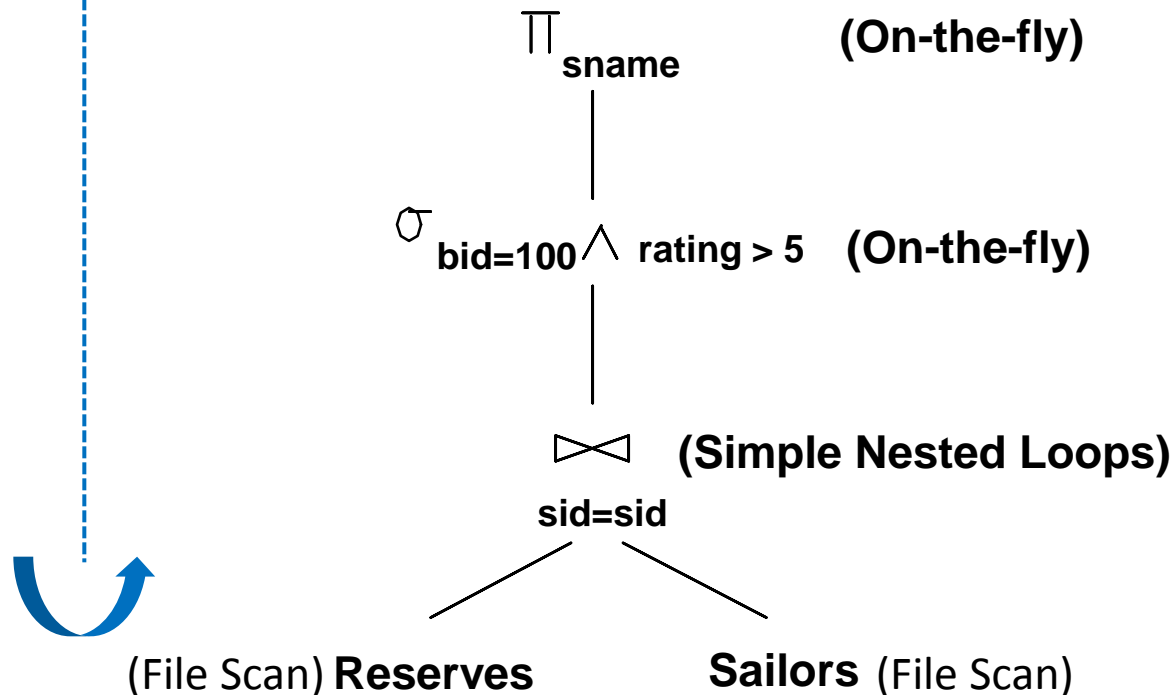 ∏ sname (On-the-fly)
σ bid=100 ∧ rating > 5 (On-the-fly)
⋈ (Simple Nested Loops)
sid=sid
(File Scan) Reserves Sailors (File Scan)